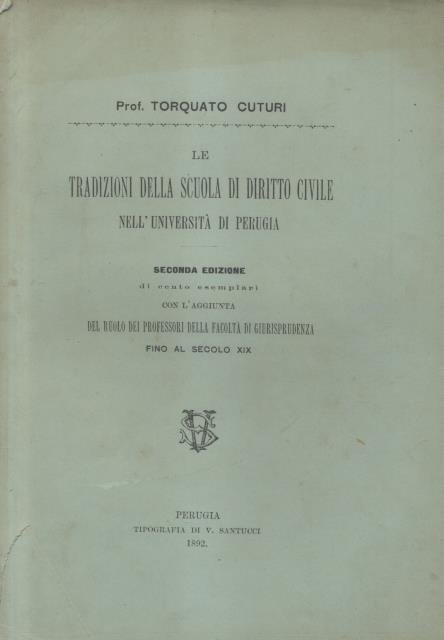 Prof. TORQUATO CUTURI
LE
TRADIZIONI DELLA SCUOLA DI DIRITTO CIVILE
NELL'UNIVERSITÀ DI PERUGIA
SECONDA EDIZIONE
di cento esemplari
CON L'AGGIUNTA
DEL RUOLO DEI PROFESSORI DELLA FACOLTÀ DI GIURISPRUDENZA
FINO AL SECOLO XIX
VS
PERUGIA
TIPOGRAFIA DI V. SANTUCCI
1892.